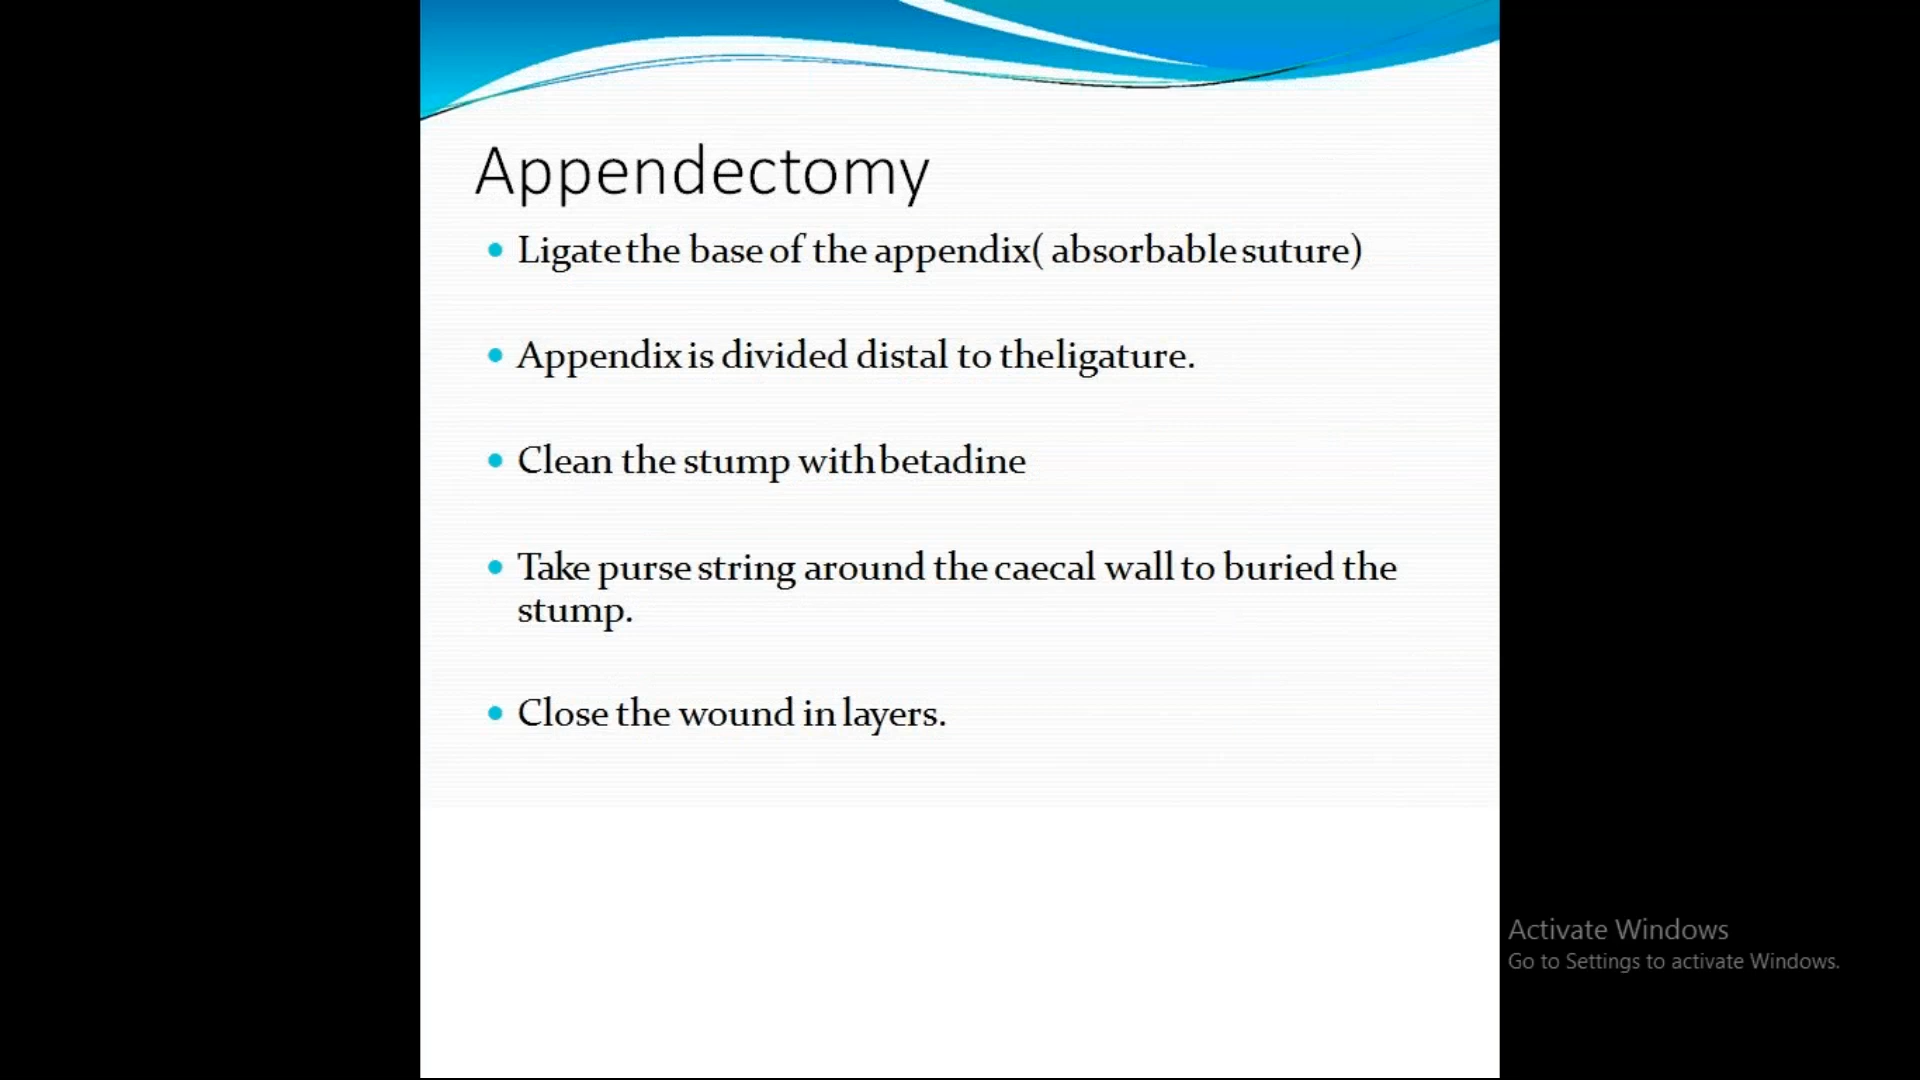 Appendectomy
• Ligate the base of the appendix( absorbable suture)
• Appendix is divided distal to theligature.
• Clean the stump with betadine
• Take purse string around the caecal wall to buried the
stump.
• Close the wound in layers.
Activate Windows
Go to Settings to activate Windows.